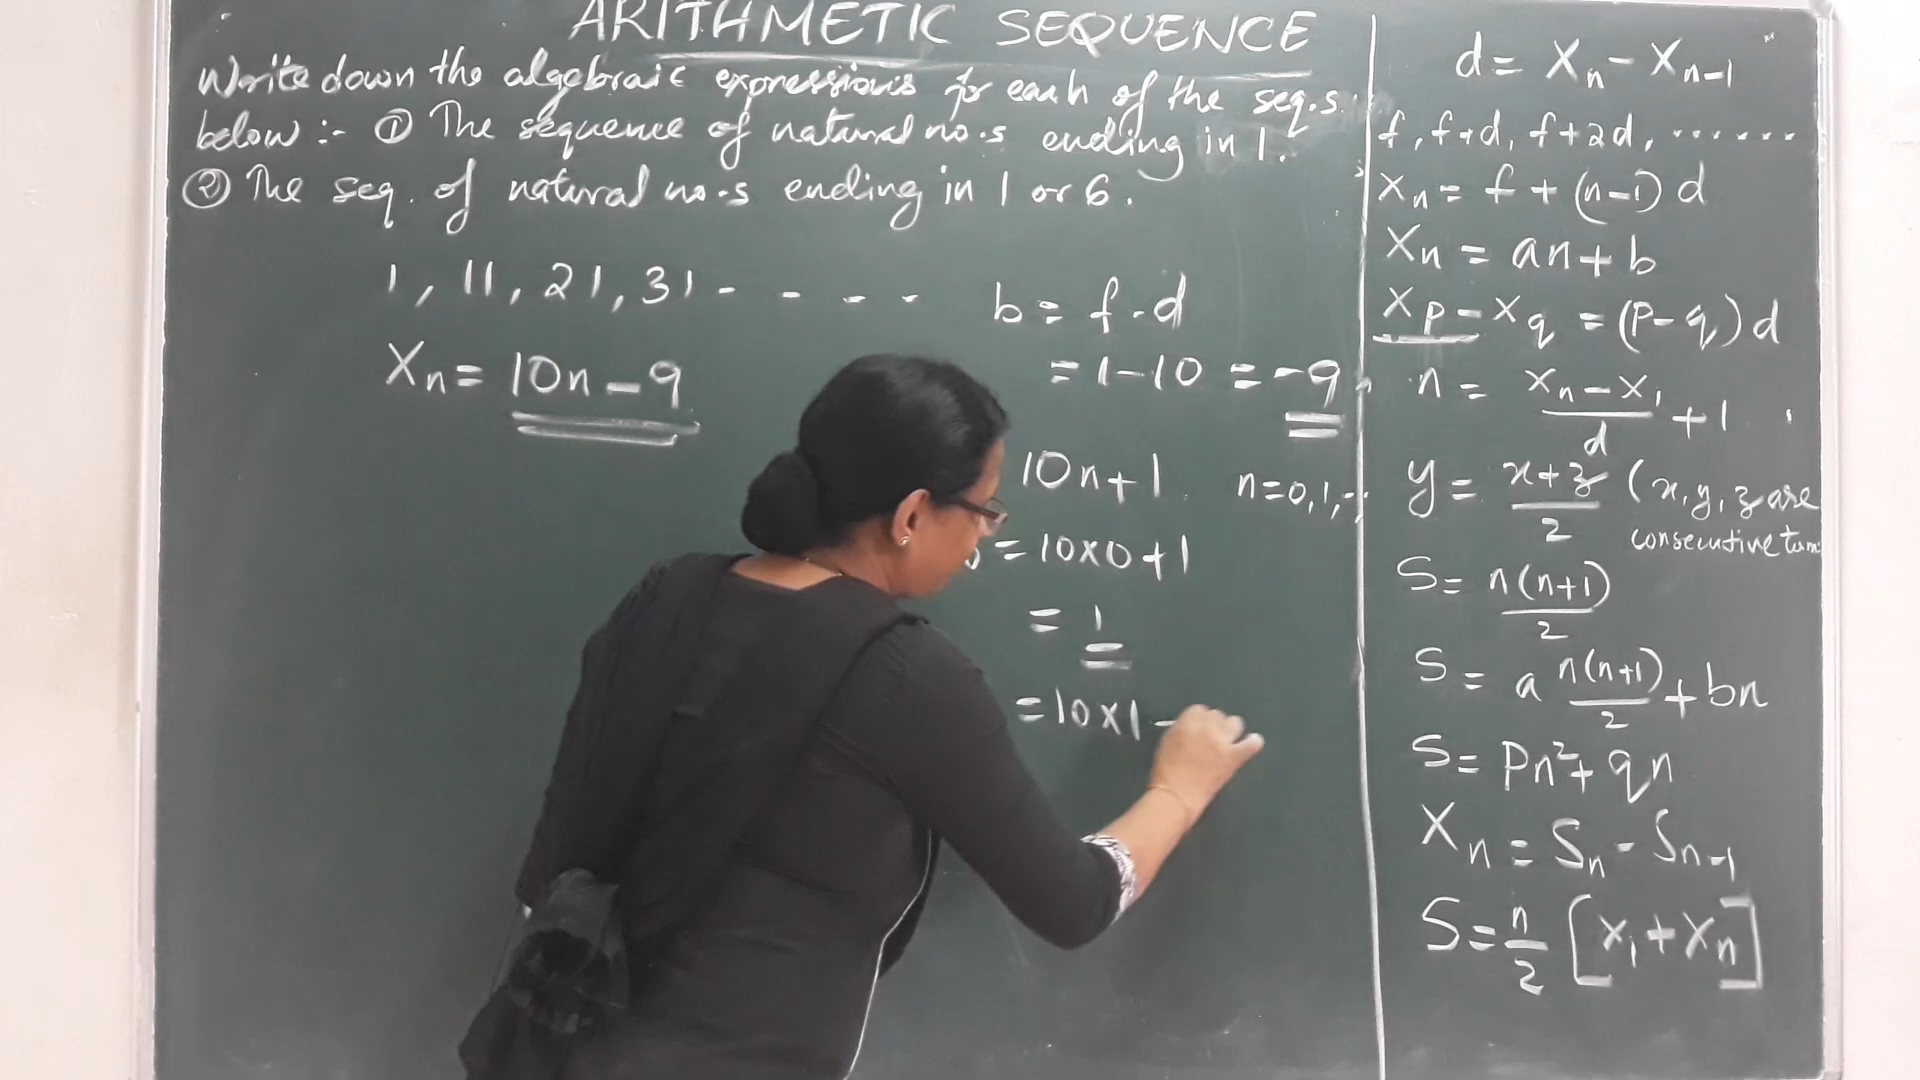 ARITHMETIC SEQUENCE
Write down the algebraic expressions for each of the seq.s
below :- ① The sequence of natural no.s ending in 1.
② The seq. of natural no.s ending in 1 or 6.
1, 11, 21, 31 - - - -
Xn = 10n - 9
b = f - d
= 1 - 10 = -9
10n + 1 n = 0, 1, --
= 10 x 0 + 1
= 1
= 10 x 1
d = Xn - Xn-1
f, f+d, f+2d, ......
Xn = f + (n-1) d
Xn = an + b
Xp - Xq = (p-q) d
n = (Xn - X1)/d + 1
y = (x+z)/2 (x, y, z are
consecutive
S = n(n+1)/2
S = a n(n+1)/2 + bn
S = Pn² + qn
Xn = Sn - Sn-1
S = n/2 [X1 + Xn]